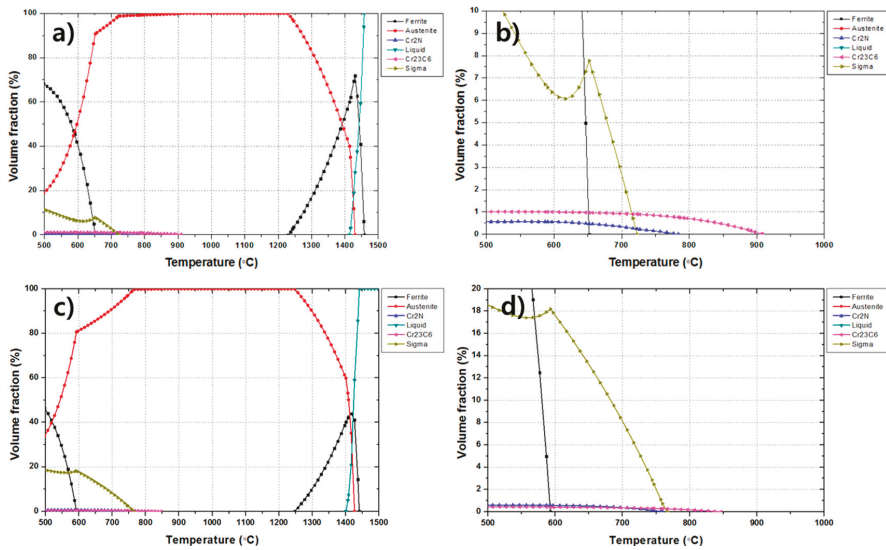 a)
Volume fraction (%)
100
80
60
40
20
0
500 600 700 800 900 1000 1100 1200 1300 1400 1500
Temperature (°C)
Ferrite
Austenite
Cr2N
Liquid
Cr23C6
Sigma
b)
Volume fraction (%)
10
9
8
7
6
5
4
3
2
1
0
500 600 700 800 900 1000
Temperature (°C)
Ferrite
Austenite
Cr2N
Liquid
Cr23C6
Sigma
c)
Volume fraction (%)
100
80
60
40
20
0
500 600 700 800 900 1000 1100 1200 1300 1400 1500
Temperature (°C)
Ferrite
Austenite
Cr2N
Liquid
Cr23C6
Sigma
d)
Volume fraction (%)
20
18
16
14
12
10
8
6
4
2
0
500 600 700 800 900 1000
Temperature (°C)
Ferrite
Austenite
Cr2N
Liquid
Cr23C6
Sigma